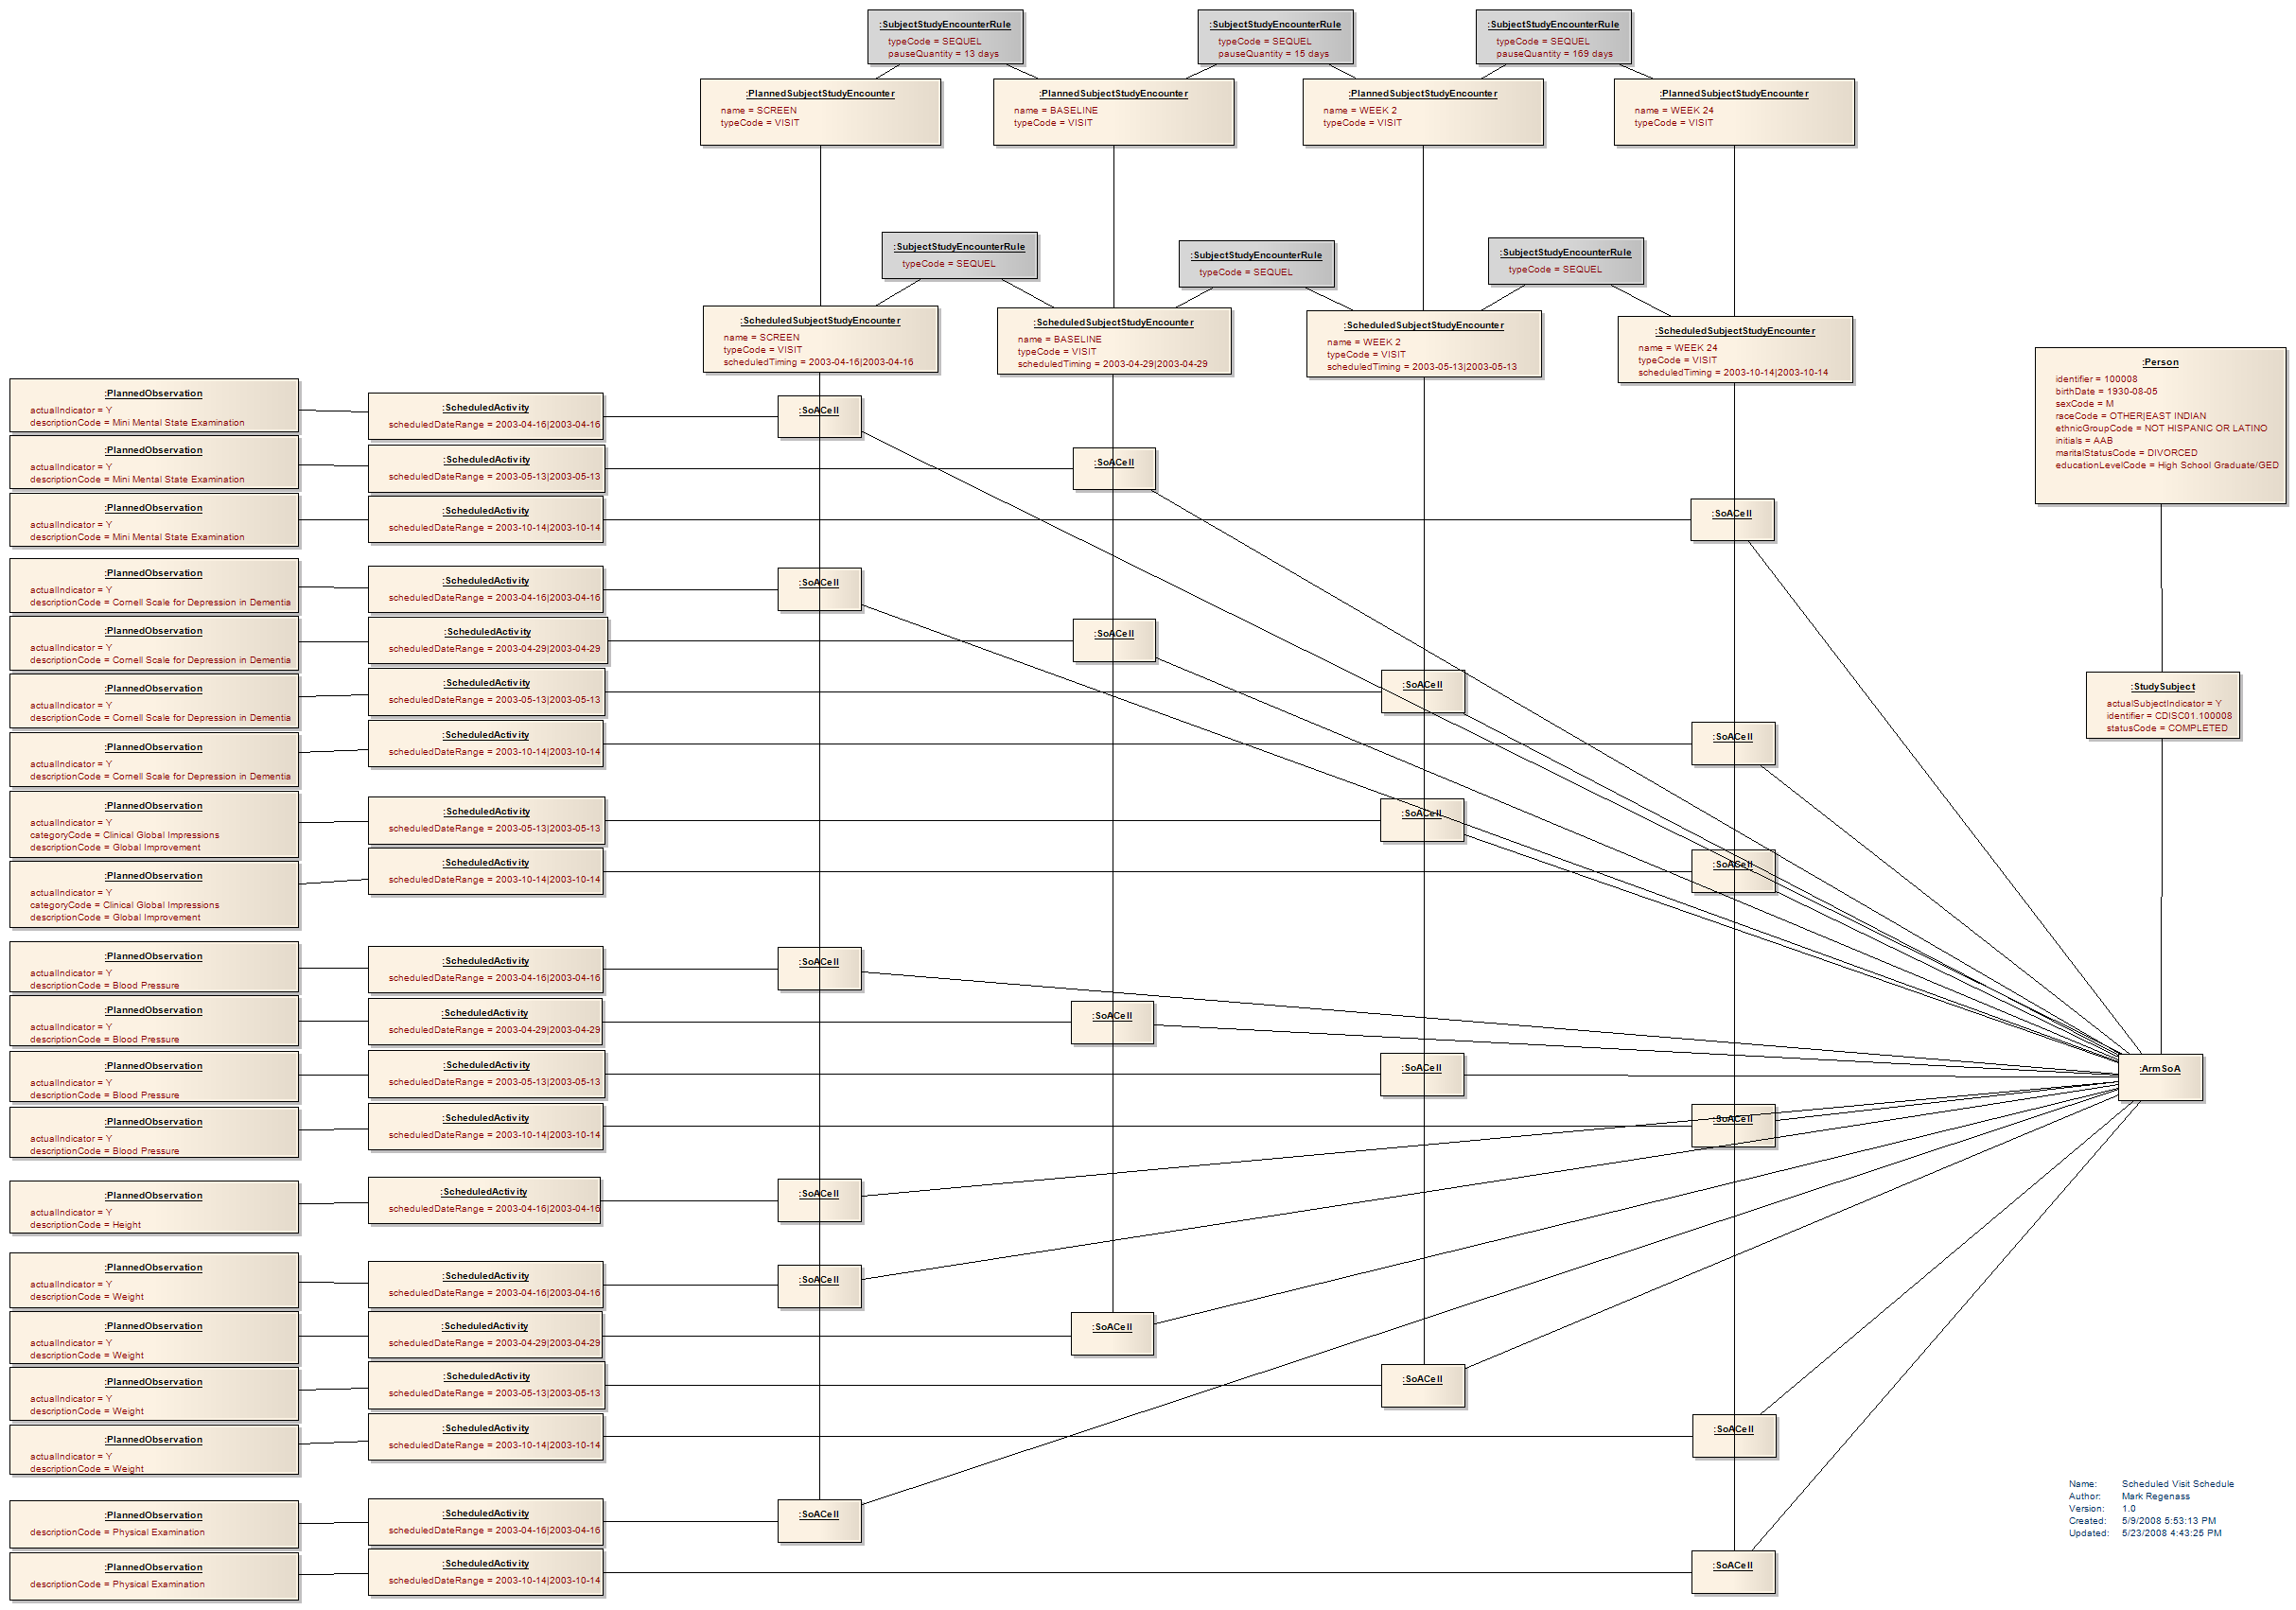 :SubjectStudyEncounterRule
typeCode = SEQUEL
pauseQuantity = 13 days
:SubjectStudyEncounterRule
typeCode = SEQUEL
pauseQuantity = 15 days
:SubjectStudyEncounterRule
typeCode = SEQUEL
pauseQuantity = 169 days
:PlannedSubjectStudyEncounter
name = SCREEN
typeCode = VISIT
:PlannedSubjectStudyEncounter
name = BASELINE
typeCode = VISIT
:PlannedSubjectStudyEncounter
name = WEEK 2
typeCode = VISIT
:PlannedSubjectStudyEncounter
name = WEEK 24
typeCode = VISIT
:SubjectStudyEncounterRule
typeCode = SEQUEL
:SubjectStudyEncounterRule
typeCode = SEQUEL
:SubjectStudyEncounterRule
typeCode = SEQUEL
:ScheduledSubjectStudyEncounter
name = SCREEN
typeCode = VISIT
scheduledTiming = 2003-04-16|2003-04-16
:ScheduledSubjectStudyEncounter
name = BASELINE
typeCode = VISIT
scheduledTiming = 2003-04-29|2003-04-29
:ScheduledSubjectStudyEncounter
name = WEEK 2
typeCode = VISIT
scheduledTiming = 2003-05-13|2003-05-13
:ScheduledSubjectStudyEncounter
name = WEEK 24
typeCode = VISIT
scheduledTiming = 2003-10-14|2003-10-14
:Person
identifier = 100008
birthDate = 1930-08-05
sexCode = M
raceCode = OTHER|EAST INDIAN
ethnicGroupCode = NOT HISPANIC OR LATINO
initials = AAB
maritalStatusCode = DIVORCED
educationLevelCode = High School Graduate/GED
:PlannedObservation
actualIndicator = Y
descriptionCode = Mini Mental State Examination
:ScheduledActivity
scheduledDateRange = 2003-04-16|2003-04-16
:SoACell
:PlannedObservation
actualIndicator = Y
descriptionCode = Mini Mental State Examination
:ScheduledActivity
scheduledDateRange = 2003-05-13|2003-05-13
:SoACell
:PlannedObservation
actualIndicator = Y
descriptionCode = Mini Mental State Examination
:ScheduledActivity
scheduledDateRange = 2003-10-14|2003-10-14
:SoACell
:PlannedObservation
actualIndicator = Y
descriptionCode = Cornell Scale for Depression in Dementia
:ScheduledActivity
scheduledDateRange = 2003-04-16|2003-04-16
:SoACell
:PlannedObservation
actualIndicator = Y
descriptionCode = Cornell Scale for Depression in Dementia
:ScheduledActivity
scheduledDateRange = 2003-04-29|2003-04-29
:SoACell
:PlannedObservation
actualIndicator = Y
descriptionCode = Cornell Scale for Depression in Dementia
:ScheduledActivity
scheduledDateRange = 2003-05-13|2003-05-13
:SoACell
:StudySubject
actualSubjectIndicator = Y
identifier = CDISC01.100008
statusCode = COMPLETED
:PlannedObservation
actualIndicator = Y
descriptionCode = Cornell Scale for Depression in Dementia
:ScheduledActivity
scheduledDateRange = 2003-10-14|2003-10-14
:SoACell
:PlannedObservation
actualIndicator = Y
categoryCode = Clinical Global Impressions
descriptionCode = Global Improvement
:ScheduledActivity
scheduledDateRange = 2003-05-13|2003-05-13
:SoACell
:PlannedObservation
actualIndicator = Y
categoryCode = Clinical Global Impressions
descriptionCode = Global Improvement
:ScheduledActivity
scheduledDateRange = 2003-10-14|2003-10-14
:SoACell
:PlannedObservation
actualIndicator = Y
descriptionCode = Blood Pressure
:ScheduledActivity
scheduledDateRange = 2003-04-16|2003-04-16
:SoACell
:PlannedObservation
actualIndicator = Y
descriptionCode = Blood Pressure
:ScheduledActivity
scheduledDateRange = 2003-04-29|2003-04-29
:SoACell
:PlannedObservation
actualIndicator = Y
descriptionCode = Blood Pressure
:ScheduledActivity
scheduledDateRange = 2003-05-13|2003-05-13
:SoACell
:ArmSoA
:PlannedObservation
actualIndicator = Y
descriptionCode = Blood Pressure
:ScheduledActivity
scheduledDateRange = 2003-10-14|2003-10-14
:SoACell
:PlannedObservation
actualIndicator = Y
descriptionCode = Height
:ScheduledActivity
scheduledDateRange = 2003-04-16|2003-04-16
:SoACell
:PlannedObservation
actualIndicator = Y
descriptionCode = Weight
:ScheduledActivity
scheduledDateRange = 2003-04-16|2003-04-16
:SoACell
:PlannedObservation
actualIndicator = Y
descriptionCode = Weight
:ScheduledActivity
scheduledDateRange = 2003-04-29|2003-04-29
:SoACell
:PlannedObservation
actualIndicator = Y
descriptionCode = Weight
:ScheduledActivity
scheduledDateRange = 2003-05-13|2003-05-13
:SoACell
:PlannedObservation
actualIndicator = Y
descriptionCode = Weight
:ScheduledActivity
scheduledDateRange = 2003-10-14|2003-10-14
:SoACell
:PlannedObservation
descriptionCode = Physical Examination
:ScheduledActivity
scheduledDateRange = 2003-04-16|2003-04-16
:SoACell
:PlannedObservation
descriptionCode = Physical Examination
:ScheduledActivity
scheduledDateRange = 2003-10-14|2003-10-14
:SoACell
Name: Scheduled Visit Schedule
Author: Mark Regenass
Version: 1.0
Created: 5/9/2008 5:53:13 PM
Updated: 5/23/2008 4:43:25 PM